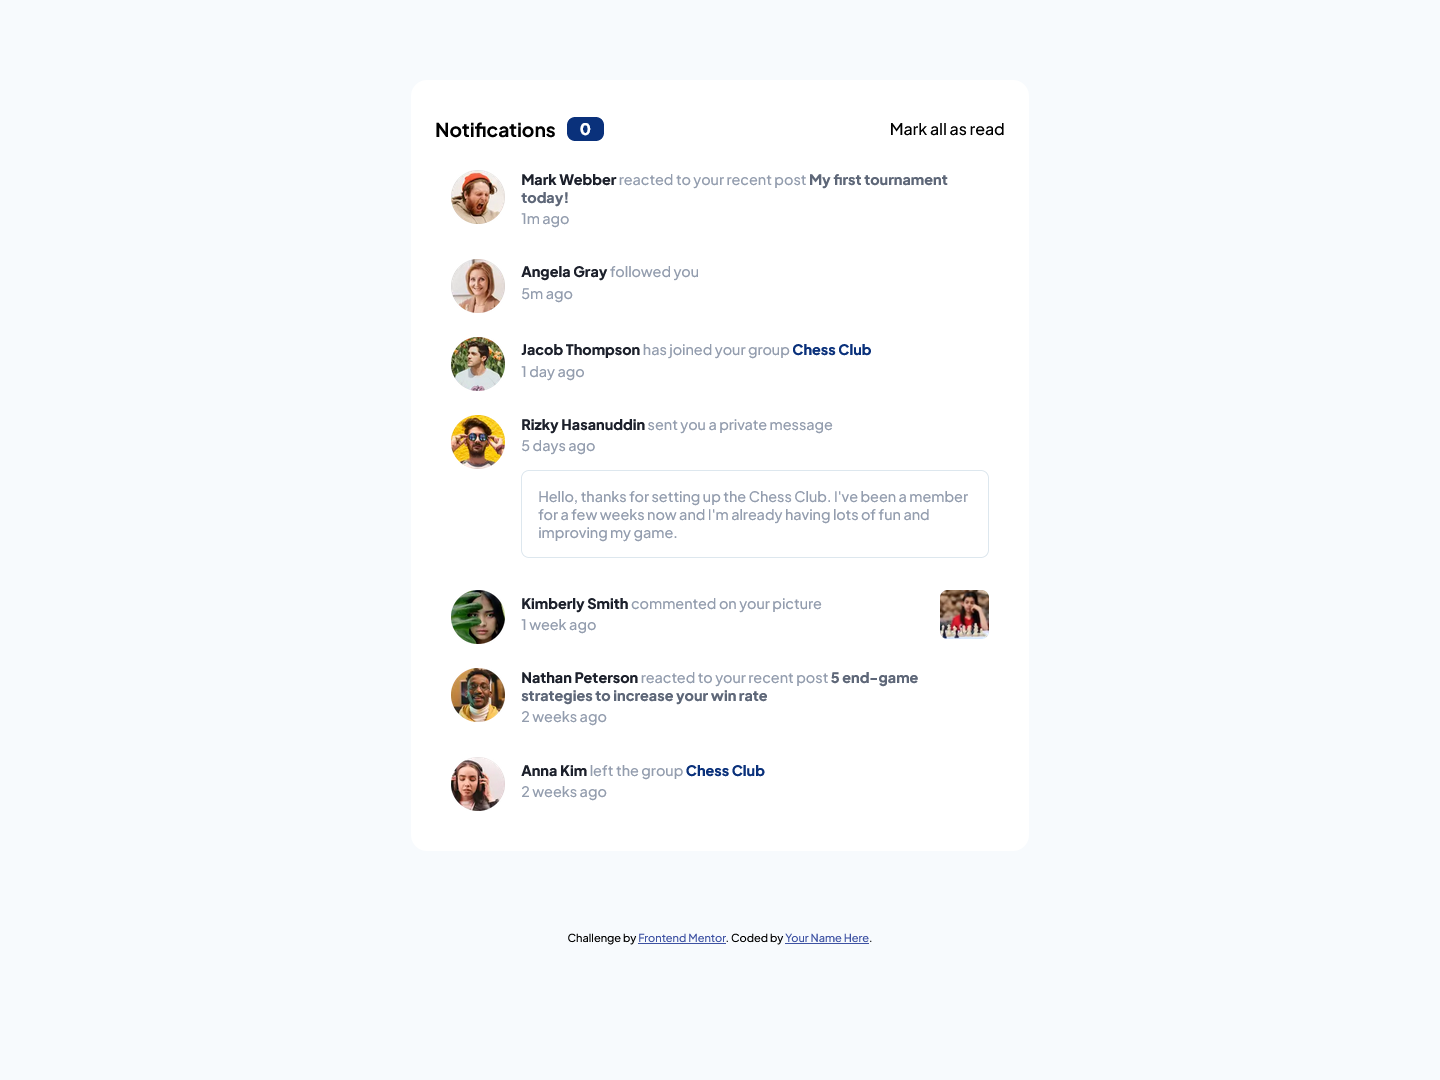 Notifications 0 Mark all as read
Mark Webber reacted to your recent post My first tournament
today!
1m ago
Angela Gray followed you
5m ago
Jacob Thompson has joined your group Chess Club
1 day ago
Rizky Hasanuddin sent you a private message
5 days ago
Hello, thanks for setting up the Chess Club. I've been a member
for a few weeks now and I'm already having lots of fun and
improving my game.
Kimberly Smith commented on your picture
1 week ago
Nathan Peterson reacted to your recent post 5 end-game
strategies to increase your win rate
2 weeks ago
Anna Kim left the group Chess Club
2 weeks ago
Challenge by Frontend Mentor. Coded by Your Name Here.